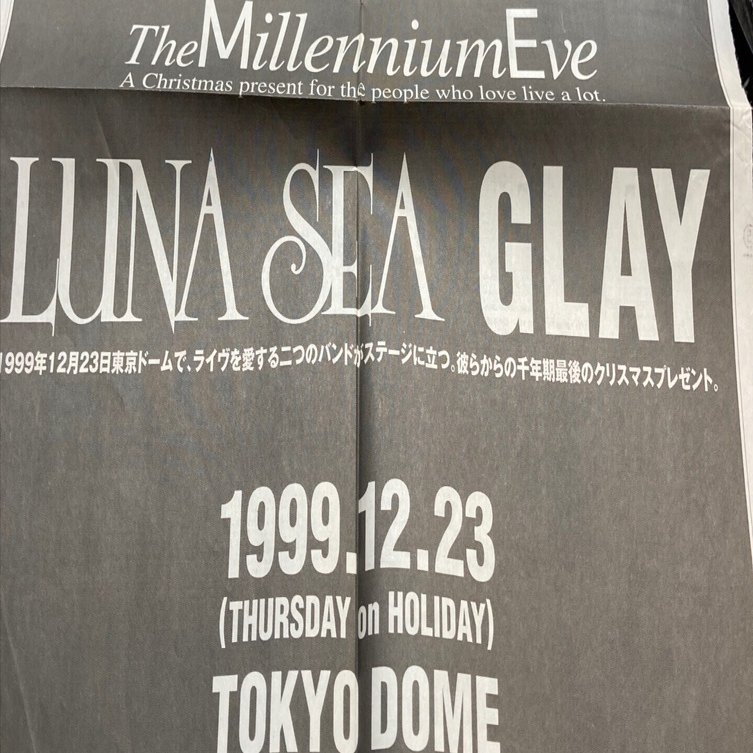 The Millennium Eve
A Christmas present for the people who love live a lot.
LUNA SEA GLAY
1999年12月23日東京ドームで、ライヴを愛する二つのバンドがステージに立つ。彼らからの千年期最後のクリスマスプレゼント。
1999.12.23
(THURSDAY on HOLIDAY)
TOKYO DOME